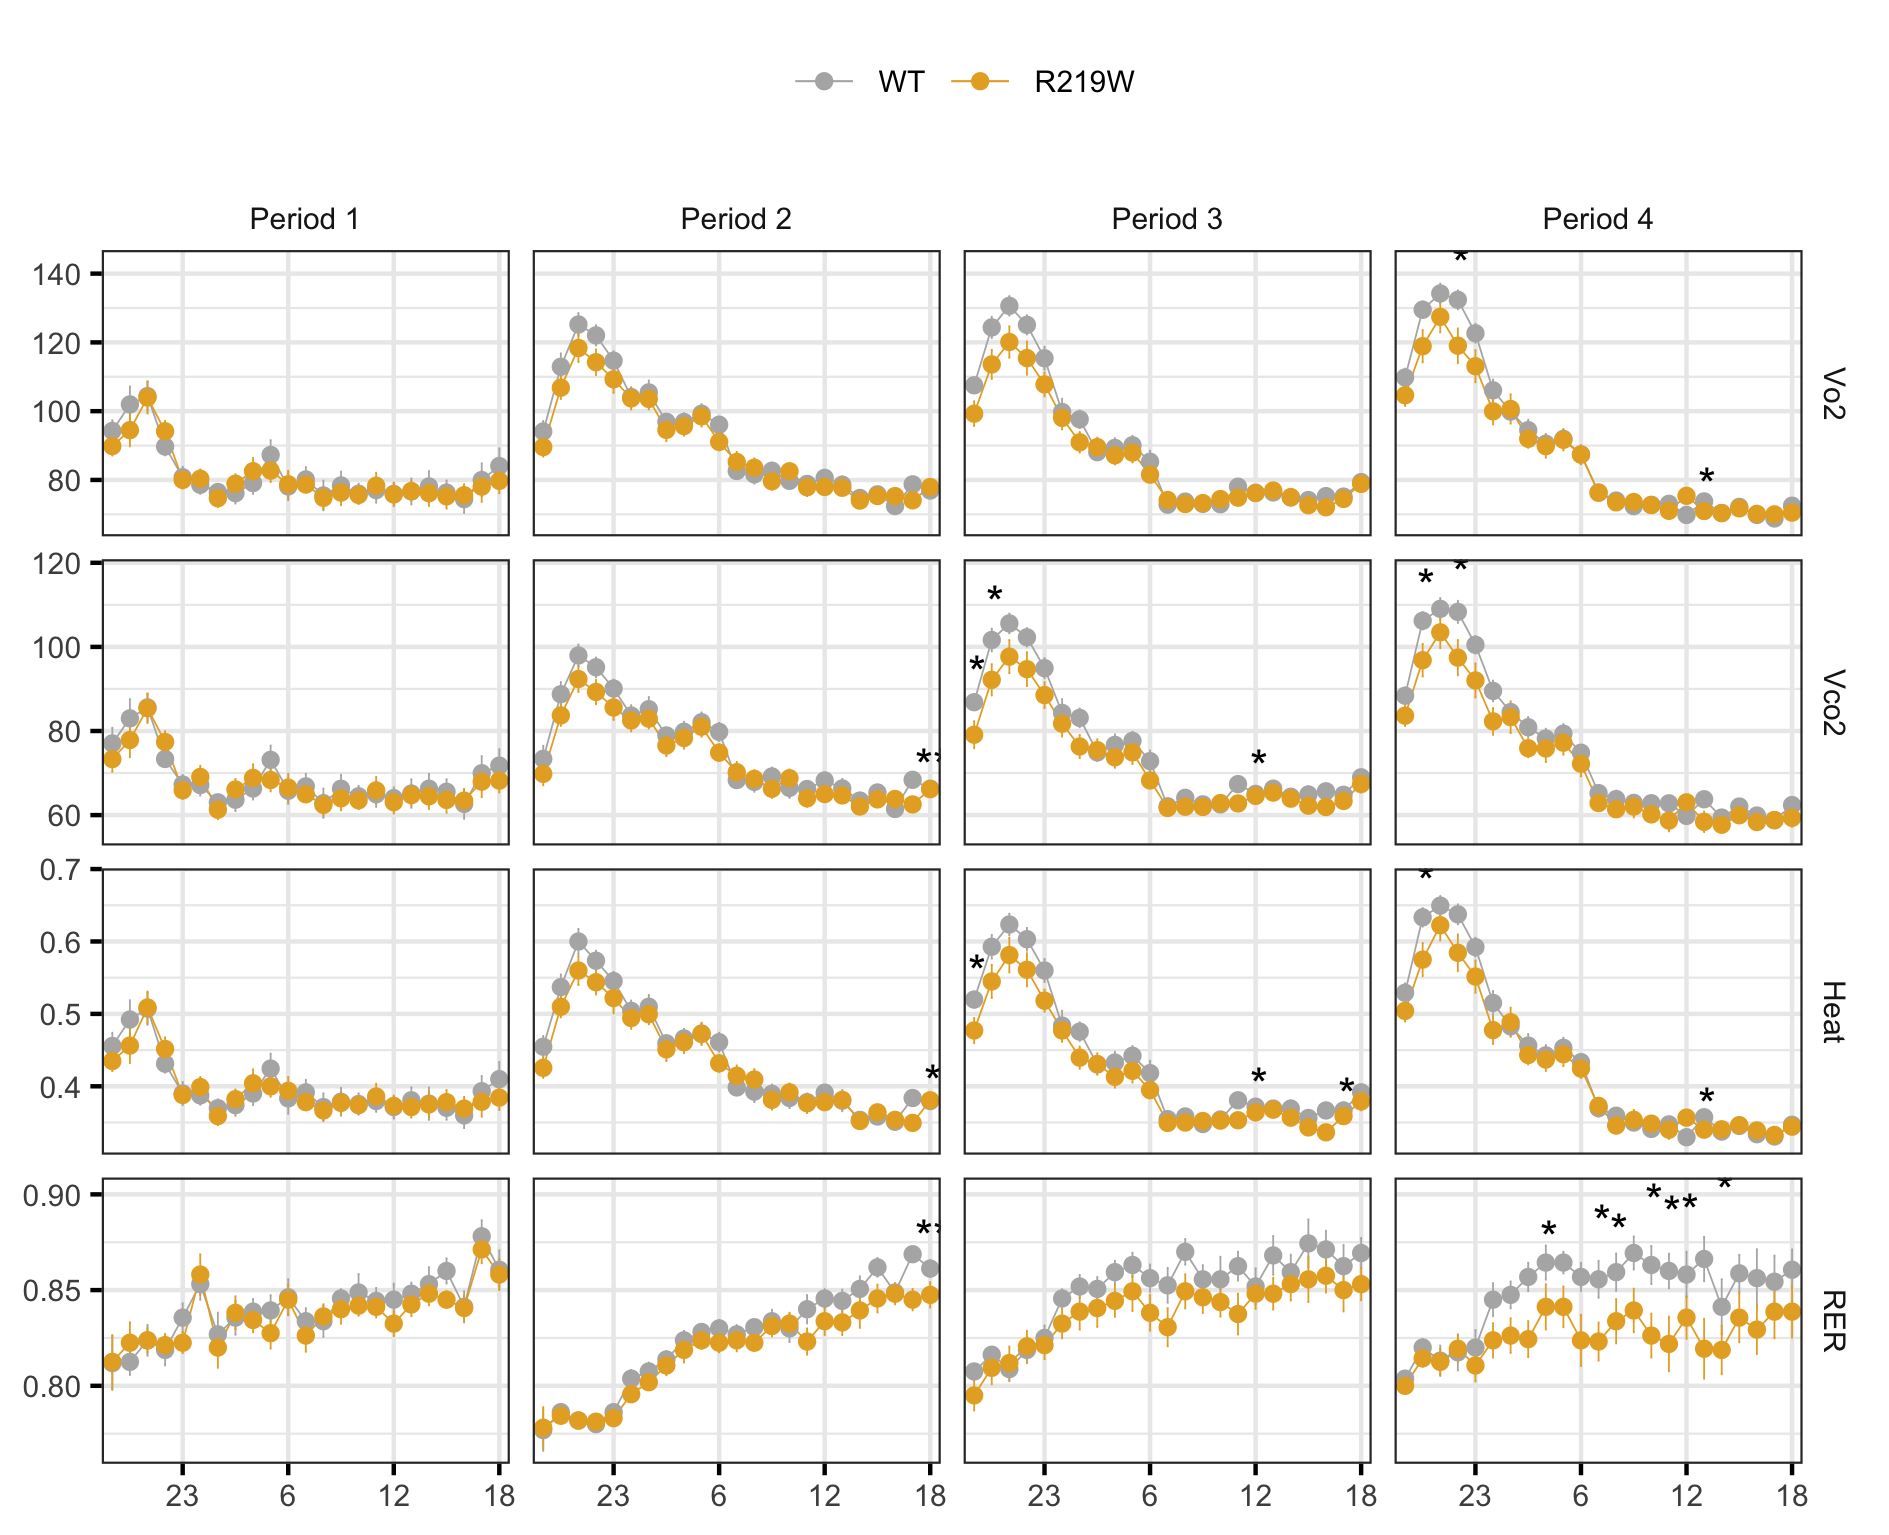 WT R219W
Period 1 Period 2 Period 3 Period 4
140
120
100
80
Vo2
* *
120
100
80
60
Vco2
** * * * * *
0.7
0.6
0.5
0.4
Heat
* * * * * *
0.90
0.85
0.80
RER
** * * * * * * *
23 6 12 18 23 6 12 18 23 6 12 18 23 6 12 18